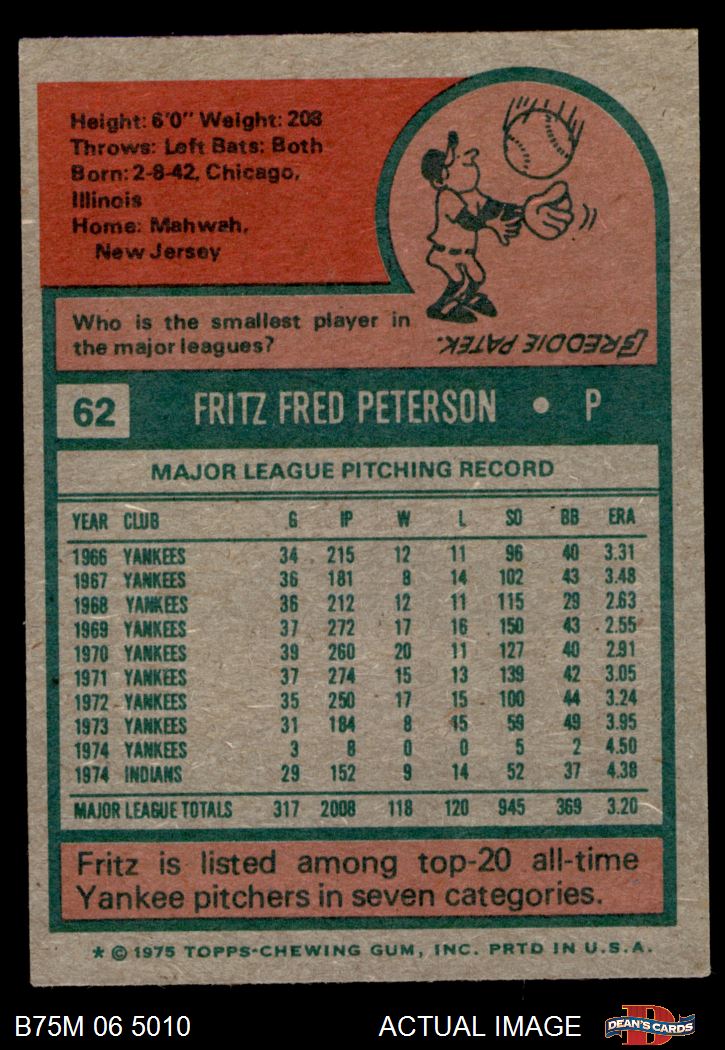 Height: 6'0" Weight: 208
Throws: Left Bats: Both
Born: 2-8-42, Chicago,
Illinois
Home: Mahwah,
New Jersey
Who is the smallest player in
the major leagues?
FREDDIE PATEK.
62 FRITZ FRED PETERSON • P
MAJOR LEAGUE PITCHING RECORD
YEAR CLUB G IP W L SO BB ERA
1966 YANKEES 34 215 12 11 96 40 3.31
1967 YANKEES 36 181 8 14 102 43 3.48
1968 YANKEES 36 212 12 11 115 29 2.63
1969 YANKEES 37 272 17 16 150 43 2.55
1970 YANKEES 39 260 20 11 127 40 2.91
1971 YANKEES 37 274 15 13 139 42 3.05
1972 YANKEES 35 250 17 15 100 44 3.24
1973 YANKEES 31 184 8 15 59 49 3.95
1974 YANKEES 3 8 0 0 5 2 4.50
1974 INDIANS 29 152 9 14 52 37 4.38
MAJOR LEAGUE TOTALS 317 2008 118 120 945 369 3.20
Fritz is listed among top-20 all-time
Yankee pitchers in seven categories.
* © 1975 TOPPS-CHEWING GUM, INC. PRTD IN U.S.A.
B75M 06 5010 ACTUAL IMAGE DEAN'S CARDS